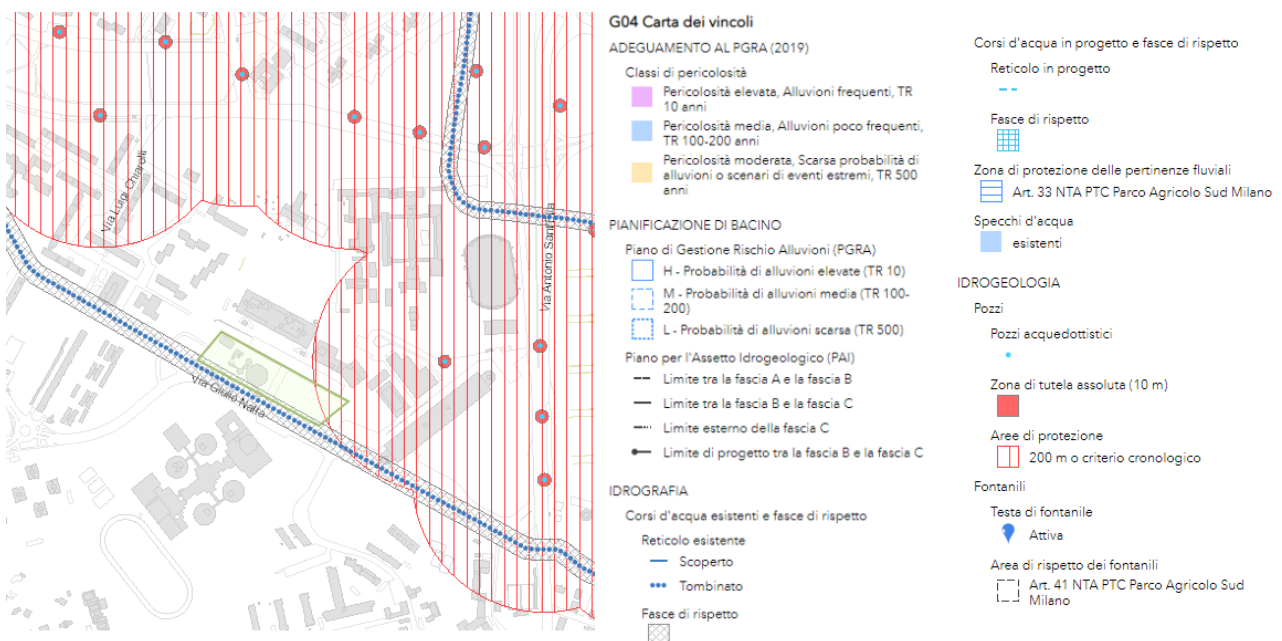 Via Luigi Chiarelli
Via Antonio Sant'Elia
Via Giulio Natta
G04 Carta dei vincoli
ADEGUAMENTO AL PGRA (2019)
Classi di pericolosità
Pericolosità elevata, Alluvioni frequenti, TR
10 anni
Pericolosità media, Alluvioni poco frequenti,
TR 100-200 anni
Pericolosità moderata, Scarsa probabilità di
alluvioni o scenari di eventi estremi, TR 500
anni
PIANIFICAZIONE DI BACINO
Piano di Gestione Rischio Alluvioni (PGRA)
H - Probabilità di alluvioni elevate (TR 10)
M - Probabilità di alluvioni media (TR 100-
200)
L - Probabilità di alluvioni scarsa (TR 500)
Piano per l'Assetto Idrogeologico (PAI)
Limite tra la fascia A e la fascia B
Limite tra la fascia B e la fascia C
Limite esterno della fascia C
Limite di progetto tra la fascia B e la fascia C
IDROGRAFIA
Corsi d'acqua esistenti e fasce di rispetto
Reticolo esistente
Scoperto
Tombinato
Fasce di rispetto
Corsi d'acqua in progetto e fasce di rispetto
Reticolo in progetto
Fasce di rispetto
Zona di protezione delle pertinenze fluviali
Art. 33 NTA PTC Parco Agricolo Sud Milano
Specchi d'acqua
esistenti
IDROGEOLOGIA
Pozzi
Pozzi acquedottistici
Zona di tutela assoluta (10 m)
Aree di protezione
200 m o criterio cronologico
Fontanili
Testa di fontanile
Attiva
Area di rispetto dei fontanili
Art. 41 NTA PTC Parco Agricolo Sud
Milano